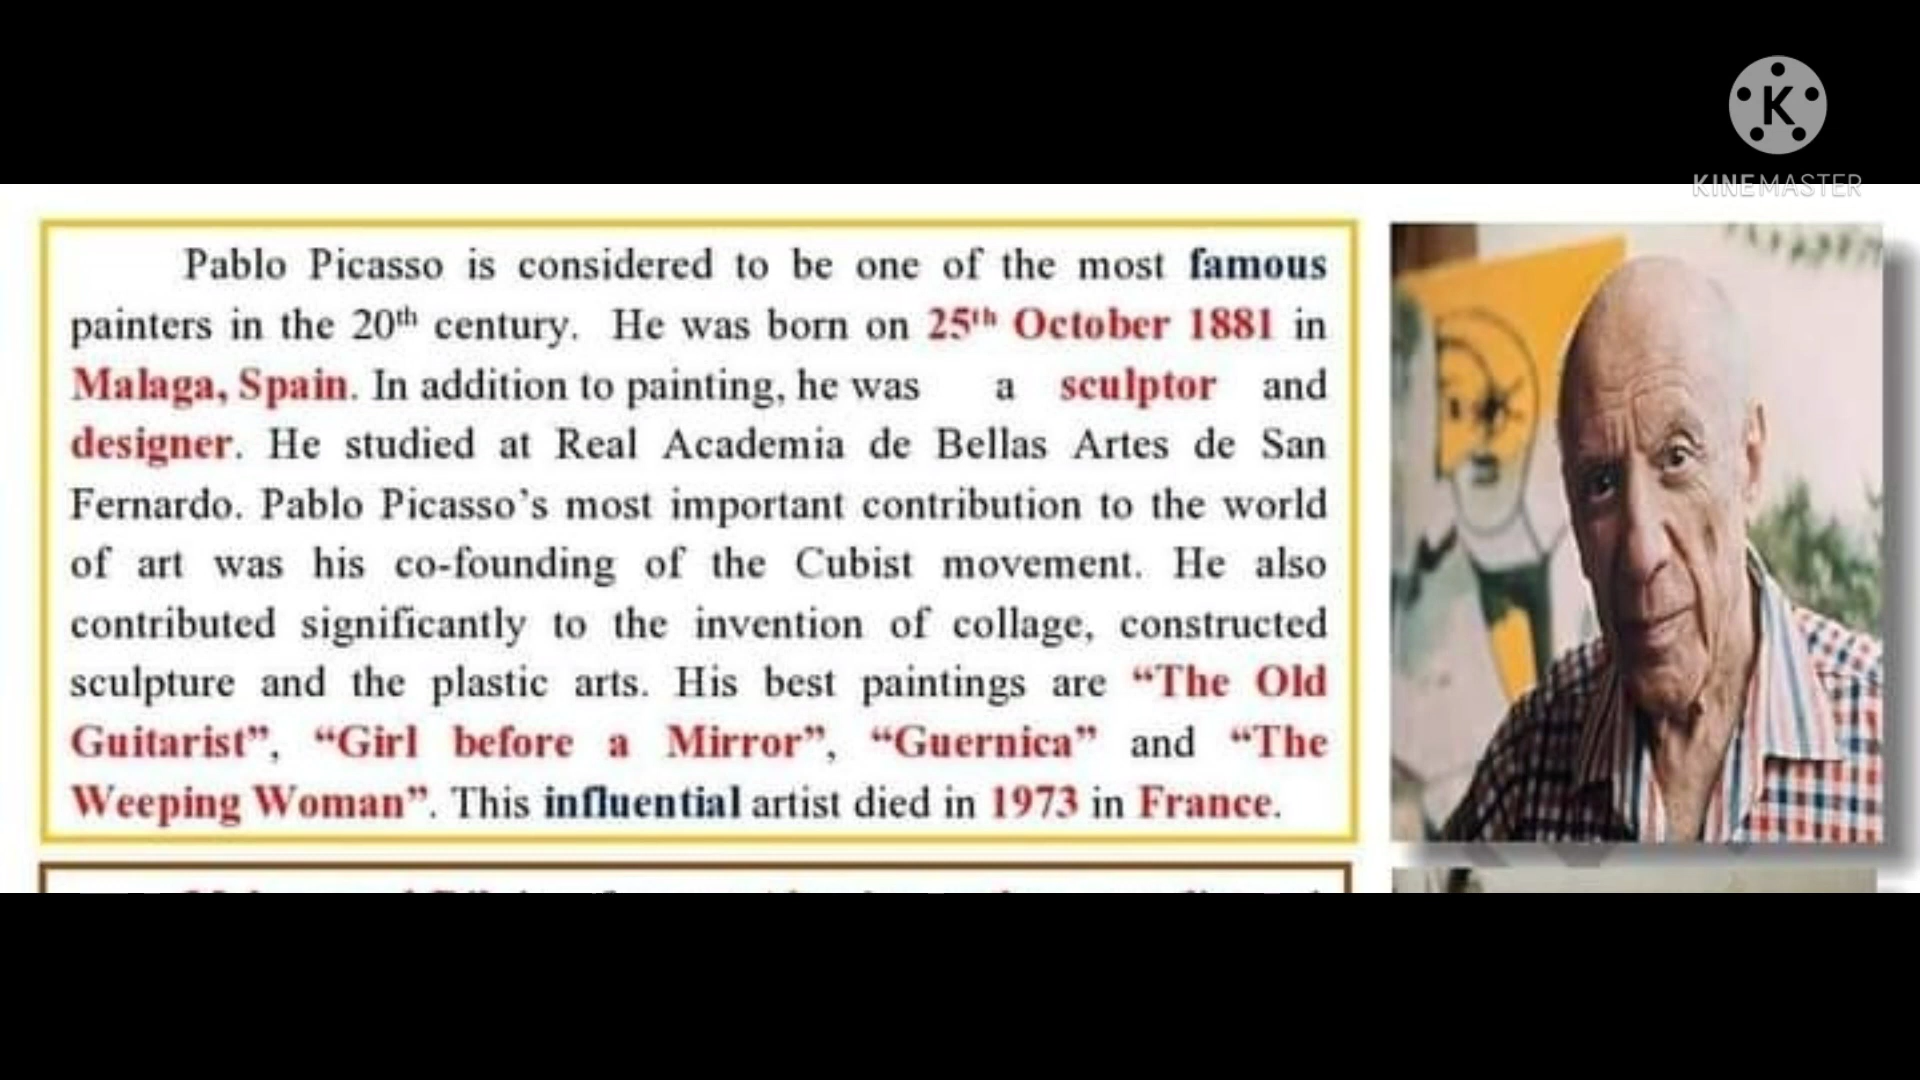 K
KINEMASTER
Pablo Picasso is considered to be one of the most famous
painters in the 20th century. He was born on 25th October 1881 in
Malaga, Spain. In addition to painting, he was a sculptor and
designer. He studied at Real Academia de Bellas Artes de San
Fernardo. Pablo Picasso’s most important contribution to the world
of art was his co-founding of the Cubist movement. He also
contributed significantly to the invention of collage, constructed
sculpture and the plastic arts. His best paintings are “The Old
Guitarist”, “Girl before a Mirror”, “Guernica” and “The
Weeping Woman”. This influential artist died in 1973 in France.